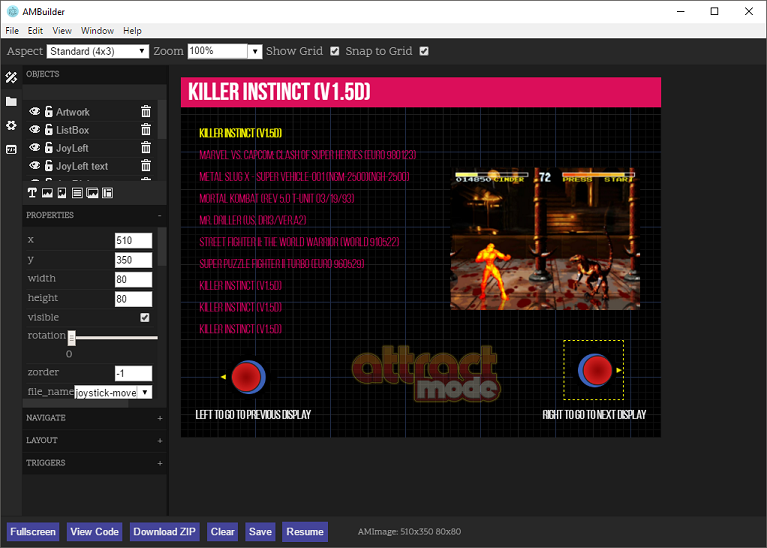 AMBuilder
File Edit View Window Help
Aspect Standard (4x3) Zoom 100% Show Grid Snap to Grid
OBJECTS
Artwork
ListBox
JoyLeft
JoyLeft text
PROPERTIES -
x 510
y 350
width 80
height 80
visible
rotation
0
zorder -1
file_name joystick-move
NAVIGATE +
LAYOUT +
TRIGGERS +
KILLER INSTINCT (V1.5D)
KILLER INSTINCT (V1.5D)
MARVEL VS. CAPCOM: CLASH OF SUPER HEROES (EURO 980123)
METAL SLUG X - SUPER VEHICLE-001 (NGM-2500)(NGH-2500)
MORTAL KOMBAT (REV 5.0 T-UNIT 03/19/93)
MR. DRILLER (US, DRI3/VER.A2)
STREET FIGHTER II: THE WORLD WARRIOR (WORLD 910522)
SUPER PUZZLE FIGHTER II TURBO (EURO 960529)
KILLER INSTINCT (V1.5D)
KILLER INSTINCT (V1.5D)
KILLER INSTINCT (V1.5D)
014850 CINDER 72 PRESS START
attract
mode
LEFT TO GO TO PREVIOUS DISPLAY
RIGHT TO GO TO NEXT DISPLAY
Fullscreen View Code Download ZIP Clear Save Resume AMImage: 510x350 80x80